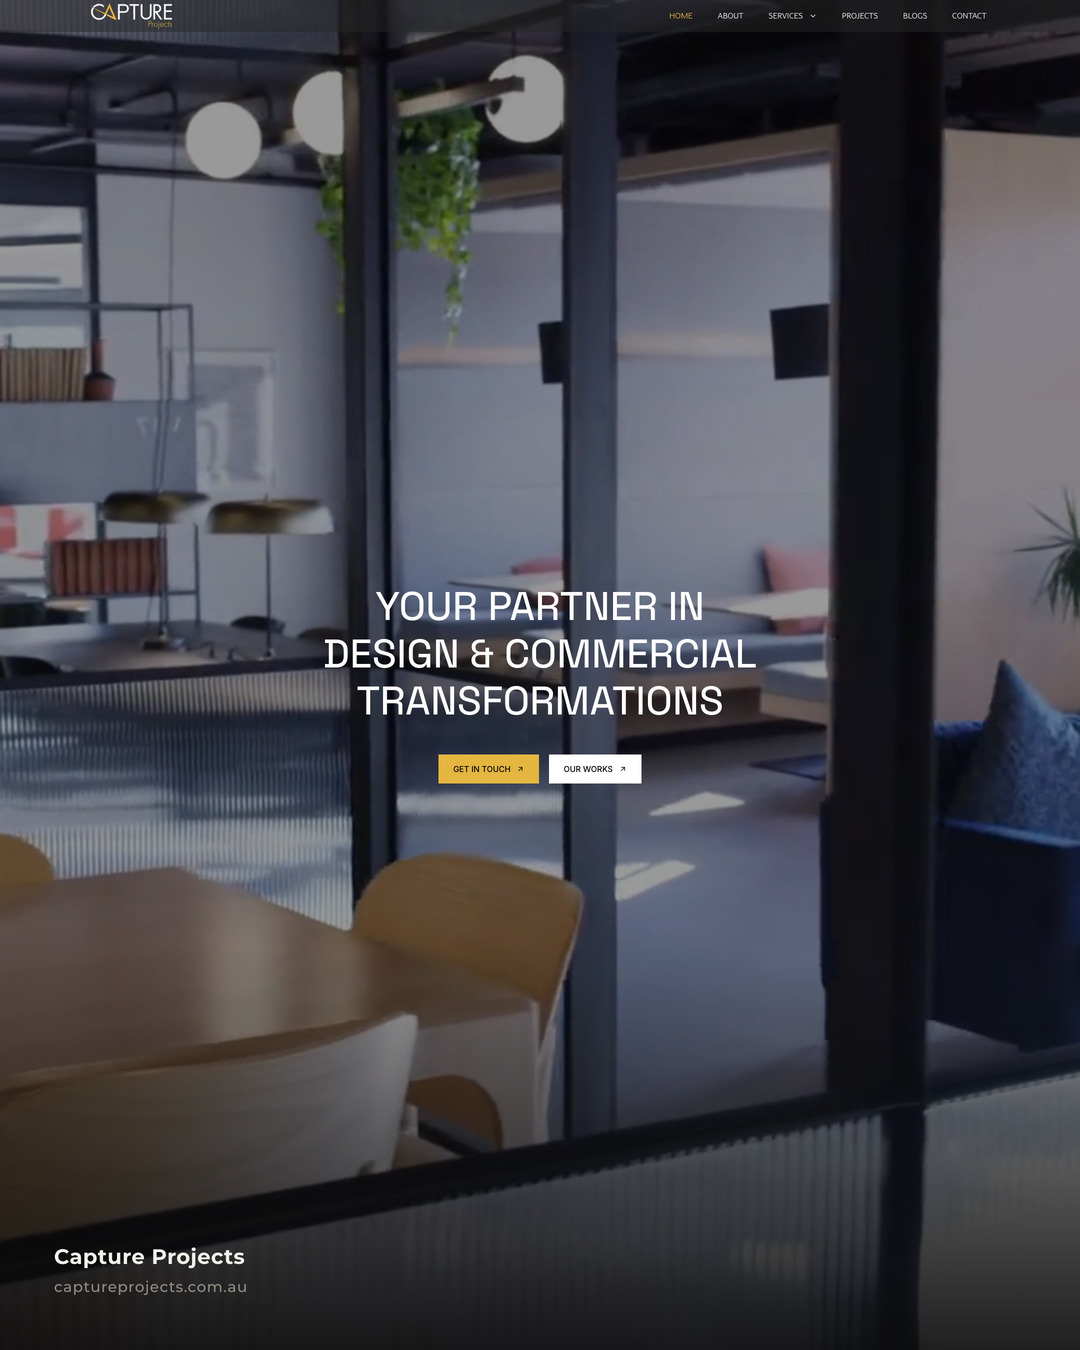 CAPTURE
Projects
HOME ABOUT SERVICES PROJECTS BLOGS CONTACT
YOUR PARTNER IN
DESIGN & COMMERCIAL
TRANSFORMATIONS
GET IN TOUCH OUR WORKS
Capture Projects
captureprojects.com.au